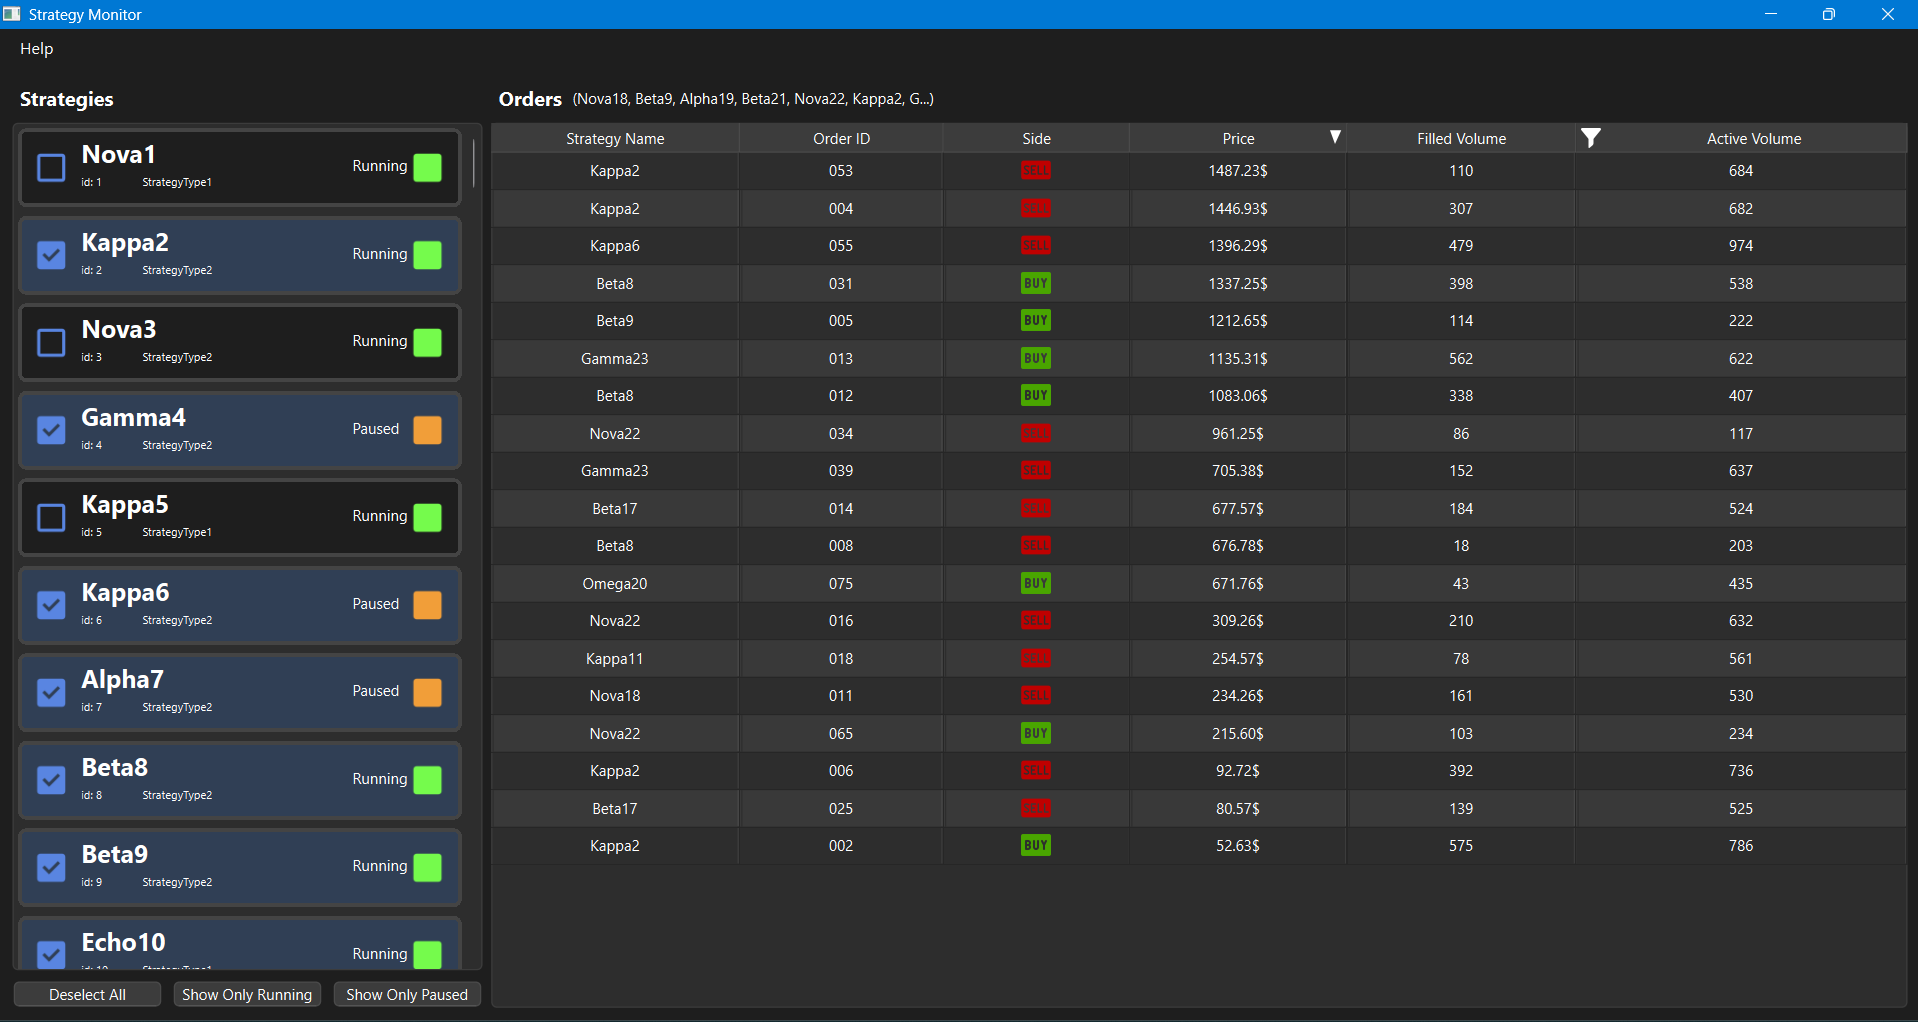 Strategy Monitor
Help
Strategies
Nova1
id: 1 StrategyType1
Running
Kappa2
id: 2 StrategyType2
Running
Nova3
id: 3 StrategyType2
Running
Gamma4
id: 4 StrategyType2
Paused
Kappa5
id: 5 StrategyType1
Running
Kappa6
id: 6 StrategyType2
Paused
Alpha7
id: 7 StrategyType2
Paused
Beta8
id: 8 StrategyType2
Running
Beta9
id: 9 StrategyType2
Running
Echo10
id: 10 StrategyType1
Running
Deselect All Show Only Running Show Only Paused
Orders (Nova18, Beta9, Alpha19, Beta21, Nova22, Kappa2, G...)
Strategy Name Order ID Side Price Filled Volume Active Volume
Kappa2 053 SELL 1487.23$ 110 684
Kappa2 004 SELL 1446.93$ 307 682
Kappa6 055 SELL 1396.29$ 479 974
Beta8 031 BUY 1337.25$ 398 538
Beta9 005 BUY 1212.65$ 114 222
Gamma23 013 BUY 1135.31$ 562 622
Beta8 012 BUY 1083.06$ 338 407
Nova22 034 SELL 961.25$ 86 117
Gamma23 039 SELL 705.38$ 152 637
Beta17 014 SELL 677.57$ 184 524
Beta8 008 SELL 676.78$ 18 203
Omega20 075 BUY 671.76$ 43 435
Nova22 016 SELL 309.26$ 210 632
Kappa11 018 SELL 254.57$ 78 561
Nova18 011 SELL 234.26$ 161 530
Nova22 065 BUY 215.60$ 103 234
Kappa2 006 SELL 92.72$ 392 736
Beta17 025 SELL 80.57$ 139 525
Kappa2 002 BUY 52.63$ 575 786